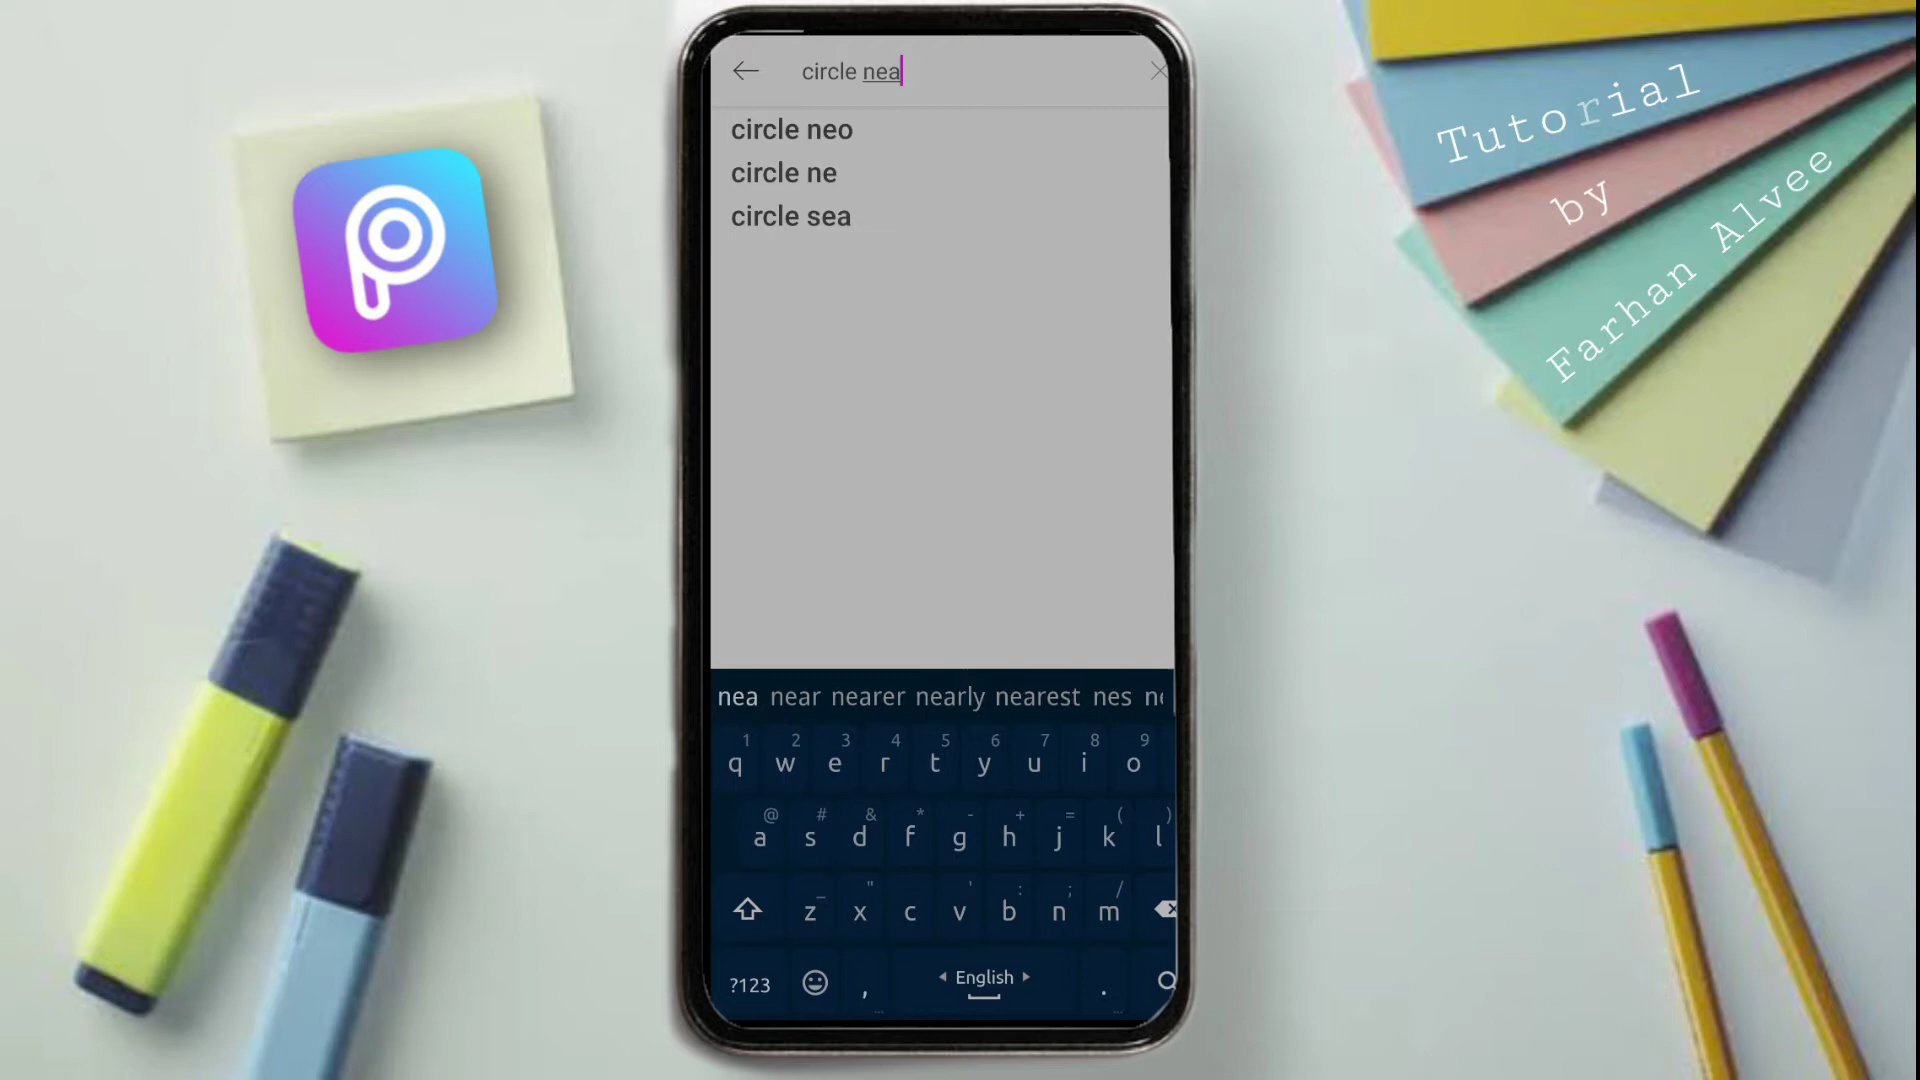 circle nea
circle neo
circle ne
circle sea
nea near nearer nearly nearest nes
1 2 3 4 5 6 7 8 9
q w e r t y u i o
@ # & * - + = ( )
a s d f g h j k l
_ " ' : ; /
z x c v b n m
?123 , English .
Tutorial
by
Farhan Alvee